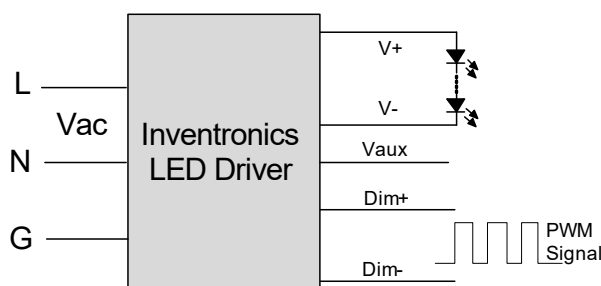 L
Vac
N
G
Inventronics
LED Driver
V+
V-
Vaux
Dim+
Dim-
PWM
Signal